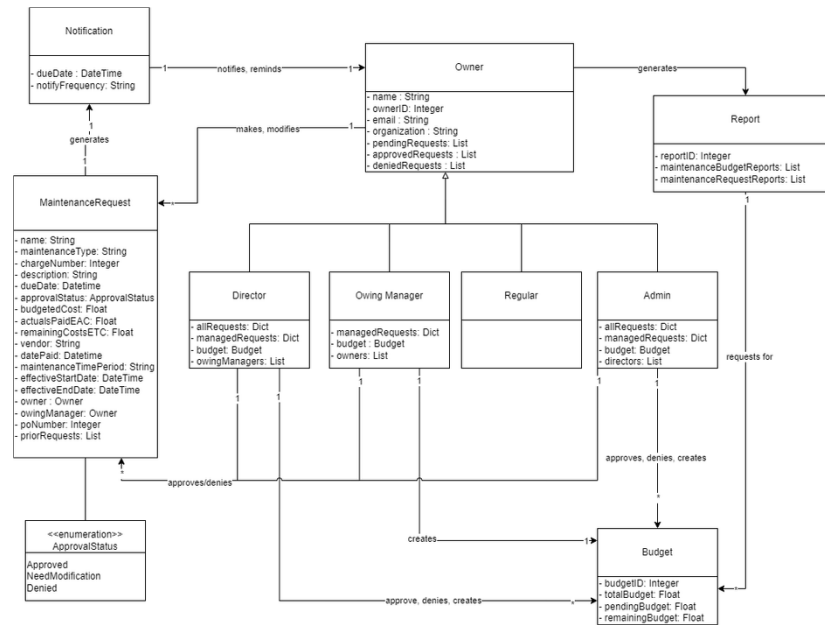 Notification
- dueDate : DateTime
- notifyFrequency: String
1
notifies, reminds
1
Owner
- name : String
- ownerID: Integer
- email : String
- organization : String
- pendingRequests: List
- approvedRequests : List
- deniedRequests : List
generates
Report
- reportID: Integer
- maintenanceBudgetReports: List
- maintenanceRequestReports: List
1
generates
1
1
makes, modifies
*
MaintenanceRequest
- name: String
- maintenanceType: String
- chargeNumber: Integer
- description: String
- dueDate: Datetime
- approvalStatus: ApprovalStatus
- budgetedCost: Float
- actualsPaidEAC: Float
- remainingCostsETC: Float
- vendor: String
- datePaid: Datetime
- maintenanceTimePeriod: String
- effectiveStartDate: DateTime
- effectiveEndDate: DateTime
- owner : Owner
- owingManager: Owner
- poNumber: Integer
- priorRequests: List
Director
- allRequests: Dict
- managedRequests: Dict
- budget: Budget
- owingManagers: List
Owing Manager
- managedRequests: Dict
- budget : Budget
- owners: List
Regular
Admin
- allRequests: Dict
- managedRequests: Dict
- budget: Budget
- directors: List
1
requests for
1
1
1
1
1
1
*
approves/denies
approves, denies, creates
*
<<enumeration>>
ApprovalStatus
Approved
NeedModification
Denied
creates
1
Budget
- budgetID: Integer
- totalBudget: Float
- pendingBudget: Float
- remainingBudget: Float
*
approve, denies, creates
*